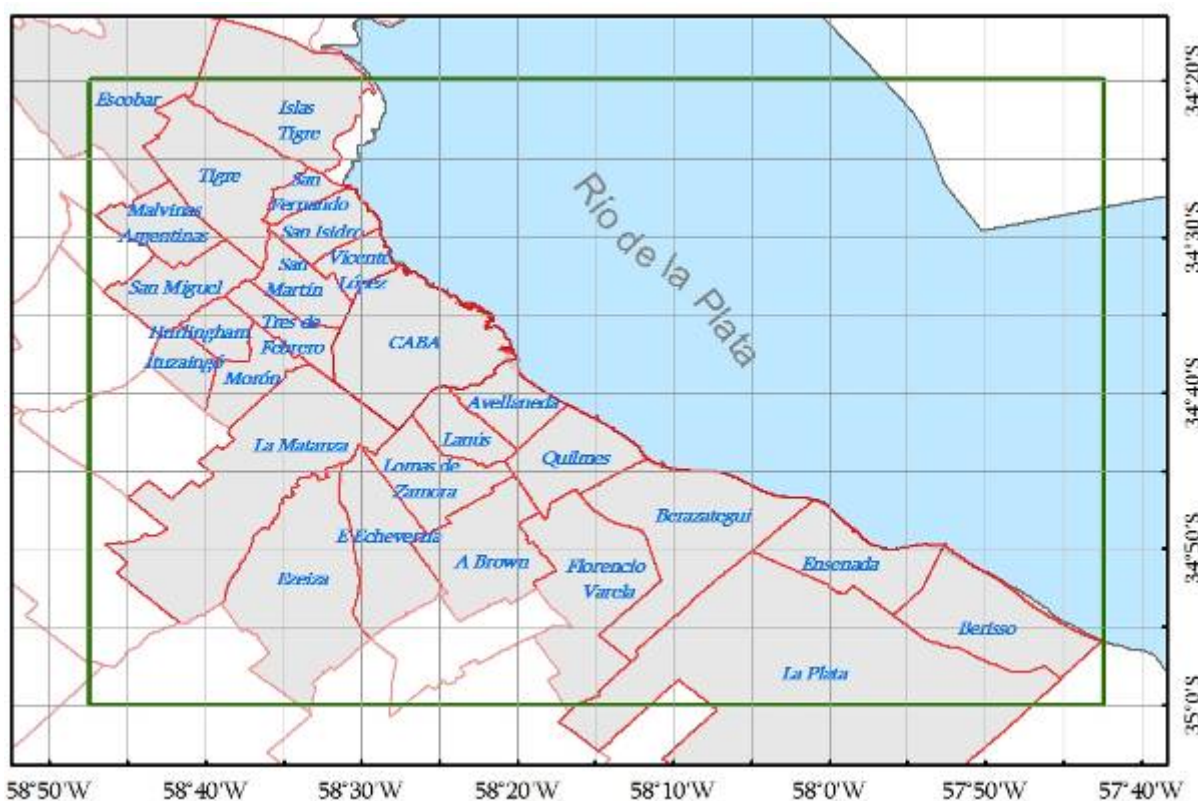 Escobar
Islas
Tigre
Tigre
San
Fernando
Malvinas
Argentinas
San Isidro
Vicente
López
San
Martín
San Miguel
Hurlingham
Tres de
Febrero
Ituzaingó
Morón
CABA
Río de la Plata
Avellaneda
Lanús
La Matanza
Quilmes
Lomas de
Zamora
Berazategui
E Echeverría
A Brown
Ezeiza
Florencio
Varela
Ensenada
Berisso
La Plata
34°20'S
34°30'S
34°40'S
34°50'S
35°0'S
58°50'W 58°40'W 58°30'W 58°20'W 58°10'W 58°0'W 57°50'W 57°40'W